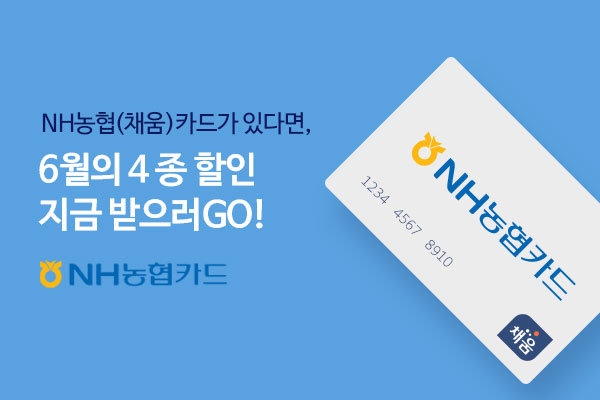 NH농협(채움)카드가 있다면,
6월의 4종 할인
지금 받으러GO!
NH농협카드
NH농협카드
1234 4567 8910
채움